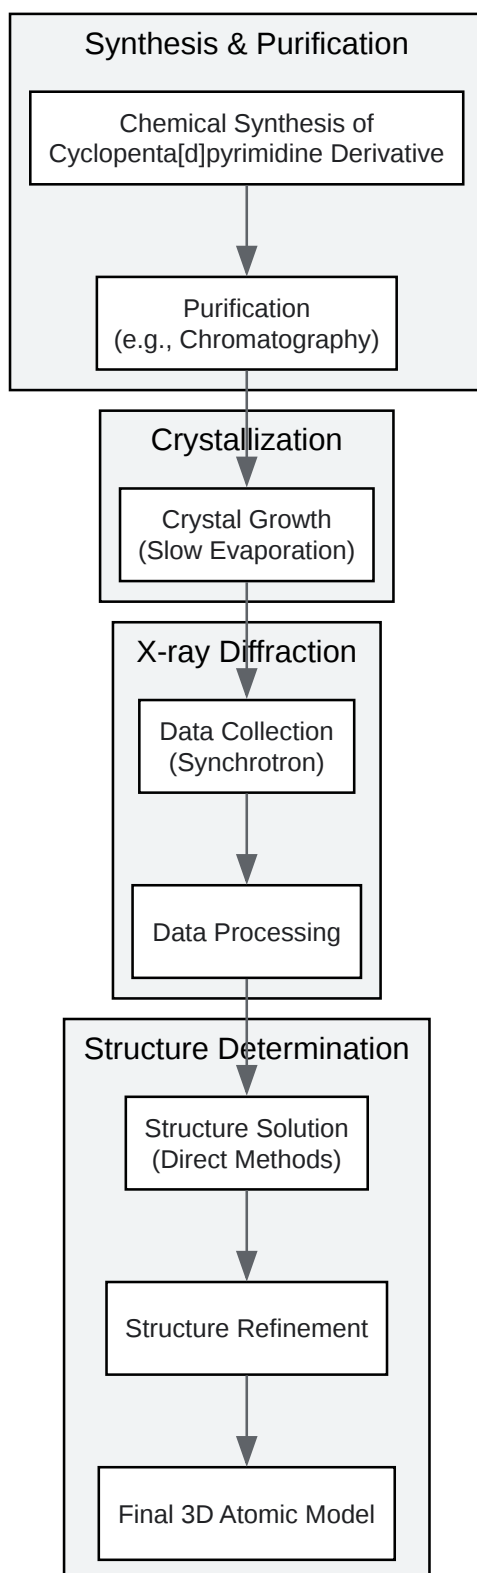 Synthesis & Purification
Chemical Synthesis of
Cyclopenta[d]pyrimidine Derivative
Purification
(e.g., Chromatography)
Crystallization
Crystal Growth
(Slow Evaporation)
X-ray Diffraction
Data Collection
(Synchrotron)
Data Processing
Structure Determination
Structure Solution
(Direct Methods)
Structure Refinement
Final 3D Atomic Model